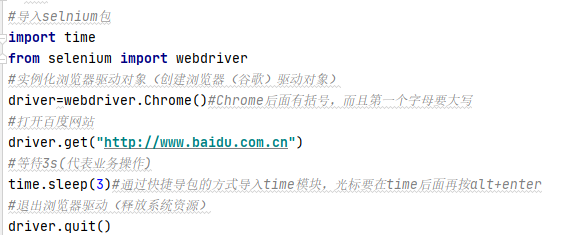 #导入selnium包
import time
from selenium import webdriver
#实例化浏览器驱动对象（创建浏览器（谷歌）驱动对象）
driver=webdriver.Chrome()#Chrome后面有括号，而且第一个字母要大写
#打开百度网站
driver.get("http://www.baidu.com.cn")
#等待3s(代表业务操作)
time.sleep(3)#通过快捷导包的方式导入time模块，光标要在time后面再按alt+enter
#退出浏览器驱动（释放系统资源）
driver.quit()